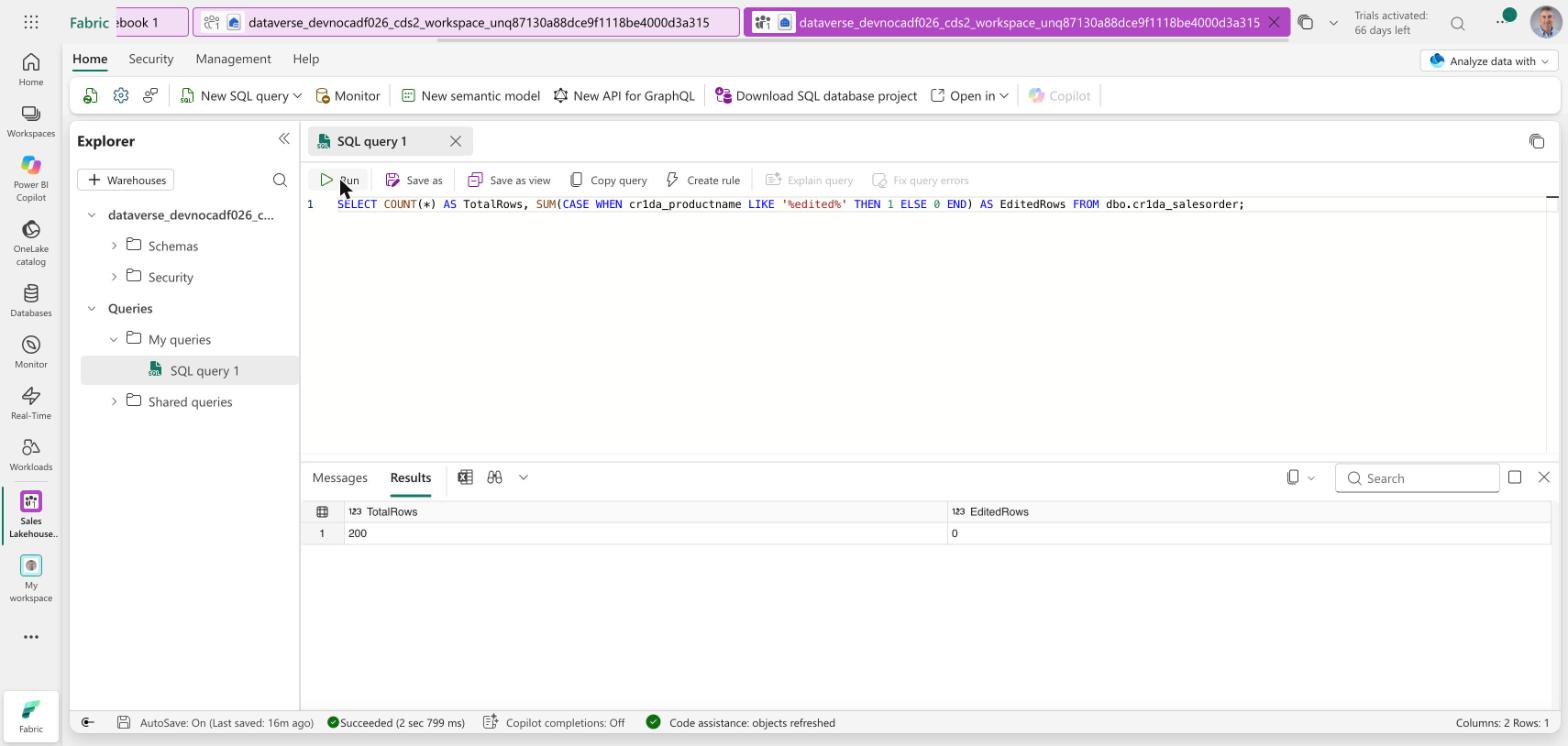 Fabric
ebook 1
dataverse_devnocadf026_cds2_workspace_unq87130a88dce9f1118be4000d3a315
dataverse_devnocadf026_cds2_workspace_unq87130a88dce9f1118be4000d3a315
Trials activated:
66 days left
Home
Security
Management
Help
Analyze data with
New SQL query
Monitor
New semantic model
New API for GraphQL
Download SQL database project
Open in
Copilot
Home
Workspaces
Power BI
Copilot
OneLake
catalog
Databases
Monitor
Real-Time
Workloads
Sales
Lakehouse..
My
workspace
Fabric
Explorer
Warehouses
dataverse_devnocadf026_c...
Schemas
Security
Queries
My queries
SQL query 1
Shared queries
SQL query 1
Run
Save as
Save as view
Copy query
Create rule
Explain query
Fix query errors
1 SELECT COUNT(*) AS TotalRows, SUM(CASE WHEN cr1da_productname LIKE '%edited%' THEN 1 ELSE 0 END) AS EditedRows FROM dbo.cr1da_salesorder;
Messages
Results
Search
123 TotalRows
123 EditedRows
1 200 0
AutoSave: On (Last saved: 16m ago)
Succeeded (2 sec 799 ms)
Copilot completions: Off
Code assistance: objects refreshed
Columns: 2 Rows: 1